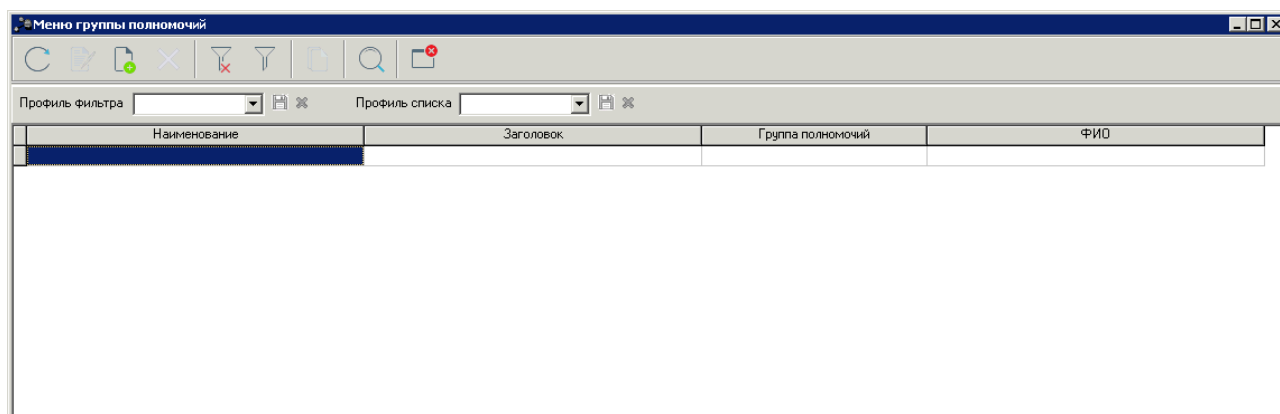 Меню группы полномочий
Профиль фильтра Профиль списка
Наименование Заголовок Группа полномочий ФИО